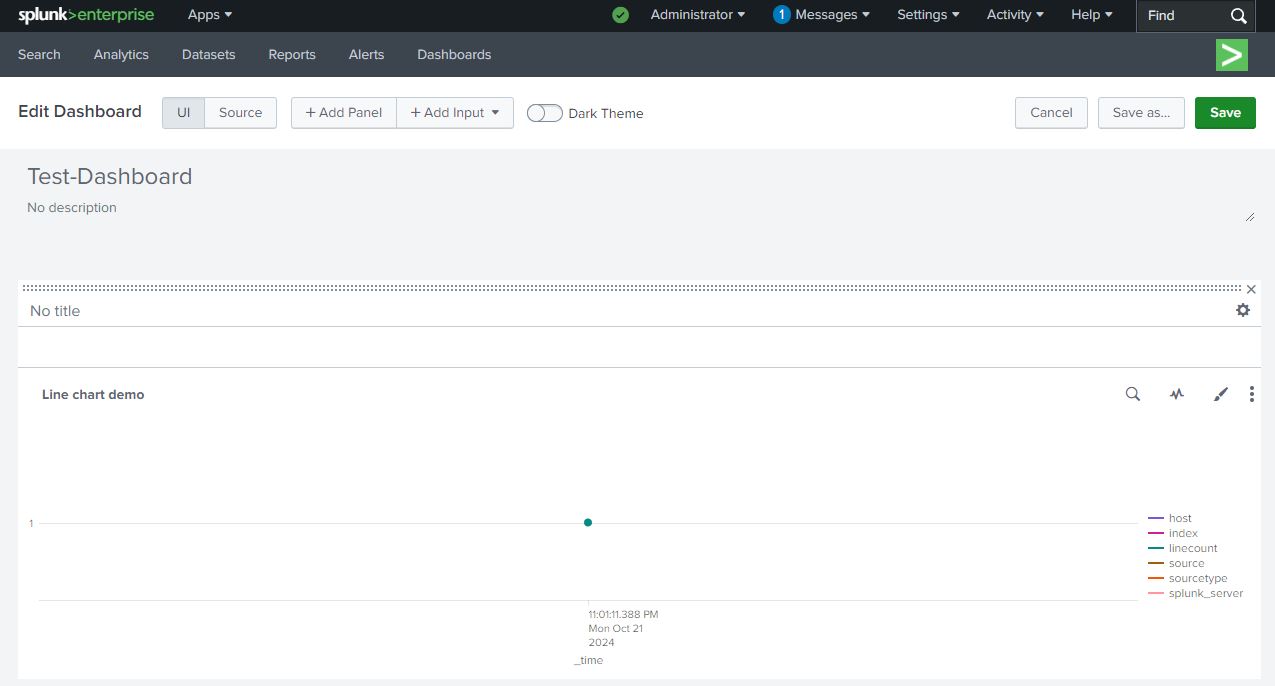 splunk>enterprise Apps Administrator 1 Messages Settings Activity Help Find
Search Analytics Datasets Reports Alerts Dashboards
Edit Dashboard UI Source + Add Panel + Add Input Dark Theme Cancel Save as... Save
Test-Dashboard
No description
No title
Line chart demo
1
host
index
linecount
source
sourcetype
splunk_server
11:01:11.388 PM
Mon Oct 21
2024
_time